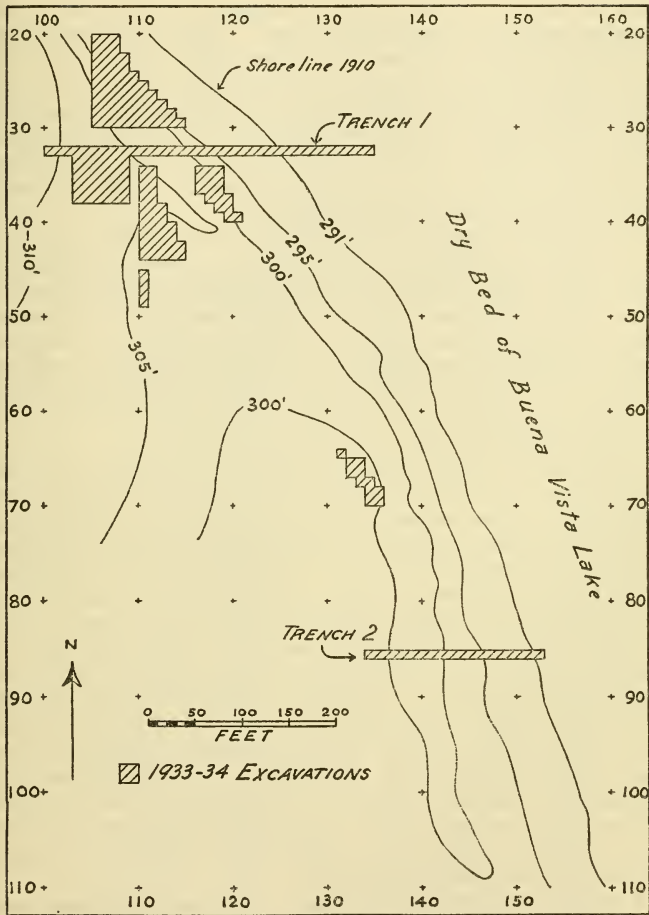 100 110 120 130 140 150 160
20 20
Shore line 1910
30 TRENCH 1 30
40 40
310'
291'
295'
300'
Dry Bed of Buena Vista Lake
50 50
305'
60 300' 60
70 70
80 80
TRENCH 2
N
90 90
0 50 100 150 200
FEET
1933-34 EXCAVATIONS
100 100
110 110 120 130 140 150 110